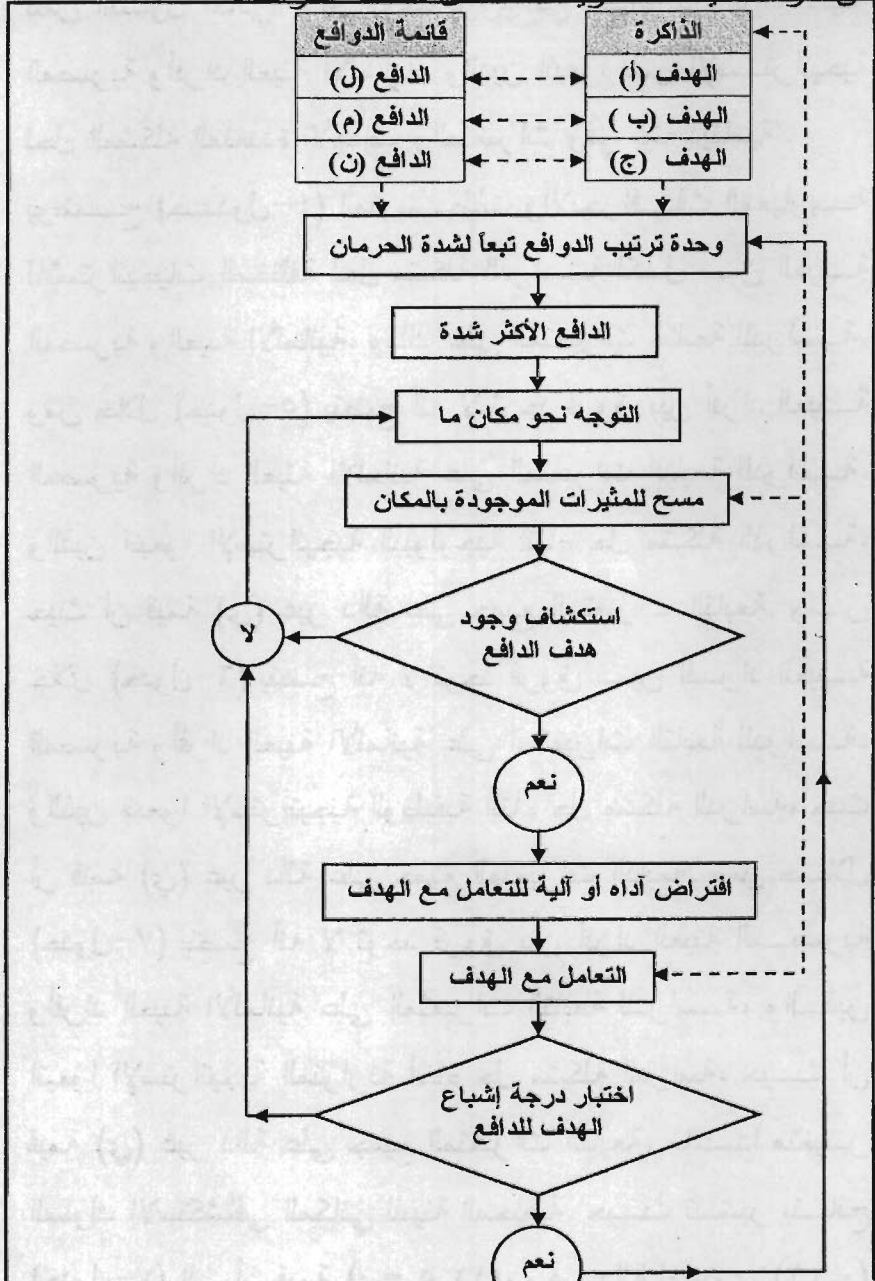 الذاكرة
قائمة الدوافع
الهدف (أ)
الدافع (ل)
الهدف (ب )
الدافع (م)
الهدف (ج)
الدافع (ن)
وحدة ترتيب الدوافع تبعاً لشدة الحرمان
الدافع الأكثر شدة
التوجه نحو مكان ما
مسح للمثيرات الموجودة بالمكان
استكشاف وجود
هدف الدافع
لا
نعم
افتراض آداه أو آلية للتعامل مع الهدف
التعامل مع الهدف
اختبار درجة إشباع
الهدف للدافع
نعم